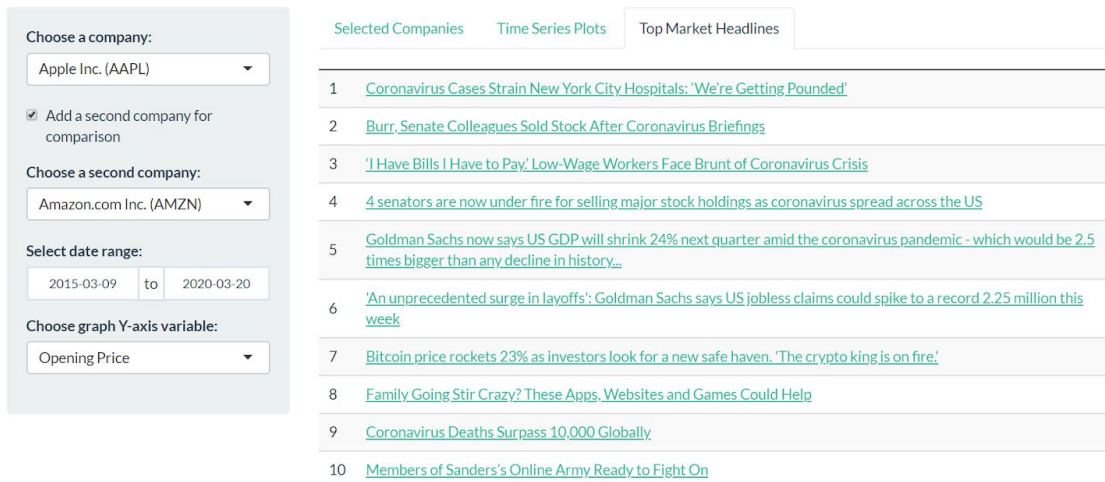 Choose a company:
Apple Inc. (AAPL)
Add a second company for
comparison
Choose a second company:
Amazon.com Inc. (AMZN)
Select date range:
2015-03-09 to 2020-03-20
Choose graph Y-axis variable:
Opening Price
Selected Companies Time Series Plots Top Market Headlines
1 Coronavirus Cases Strain New York City Hospitals: ‘We’re Getting Pounded’
2 Burr, Senate Colleagues Sold Stock After Coronavirus Briefings
3 ‘I Have Bills I Have to Pay.’ Low-Wage Workers Face Brunt of Coronavirus Crisis
4 4 senators are now under fire for selling major stock holdings as coronavirus spread across the US
5 Goldman Sachs now says US GDP will shrink 24% next quarter amid the coronavirus pandemic - which would be 2.5
times bigger than any decline in history...
6 'An unprecedented surge in layoffs': Goldman Sachs says US jobless claims could spike to a record 2.25 million this
week
7 Bitcoin price rockets 23% as investors look for a new safe haven. 'The crypto king is on fire.'
8 Family Going Stir Crazy? These Apps, Websites and Games Could Help
9 Coronavirus Deaths Surpass 10,000 Globally
10 Members of Sanders’s Online Army Ready to Fight On